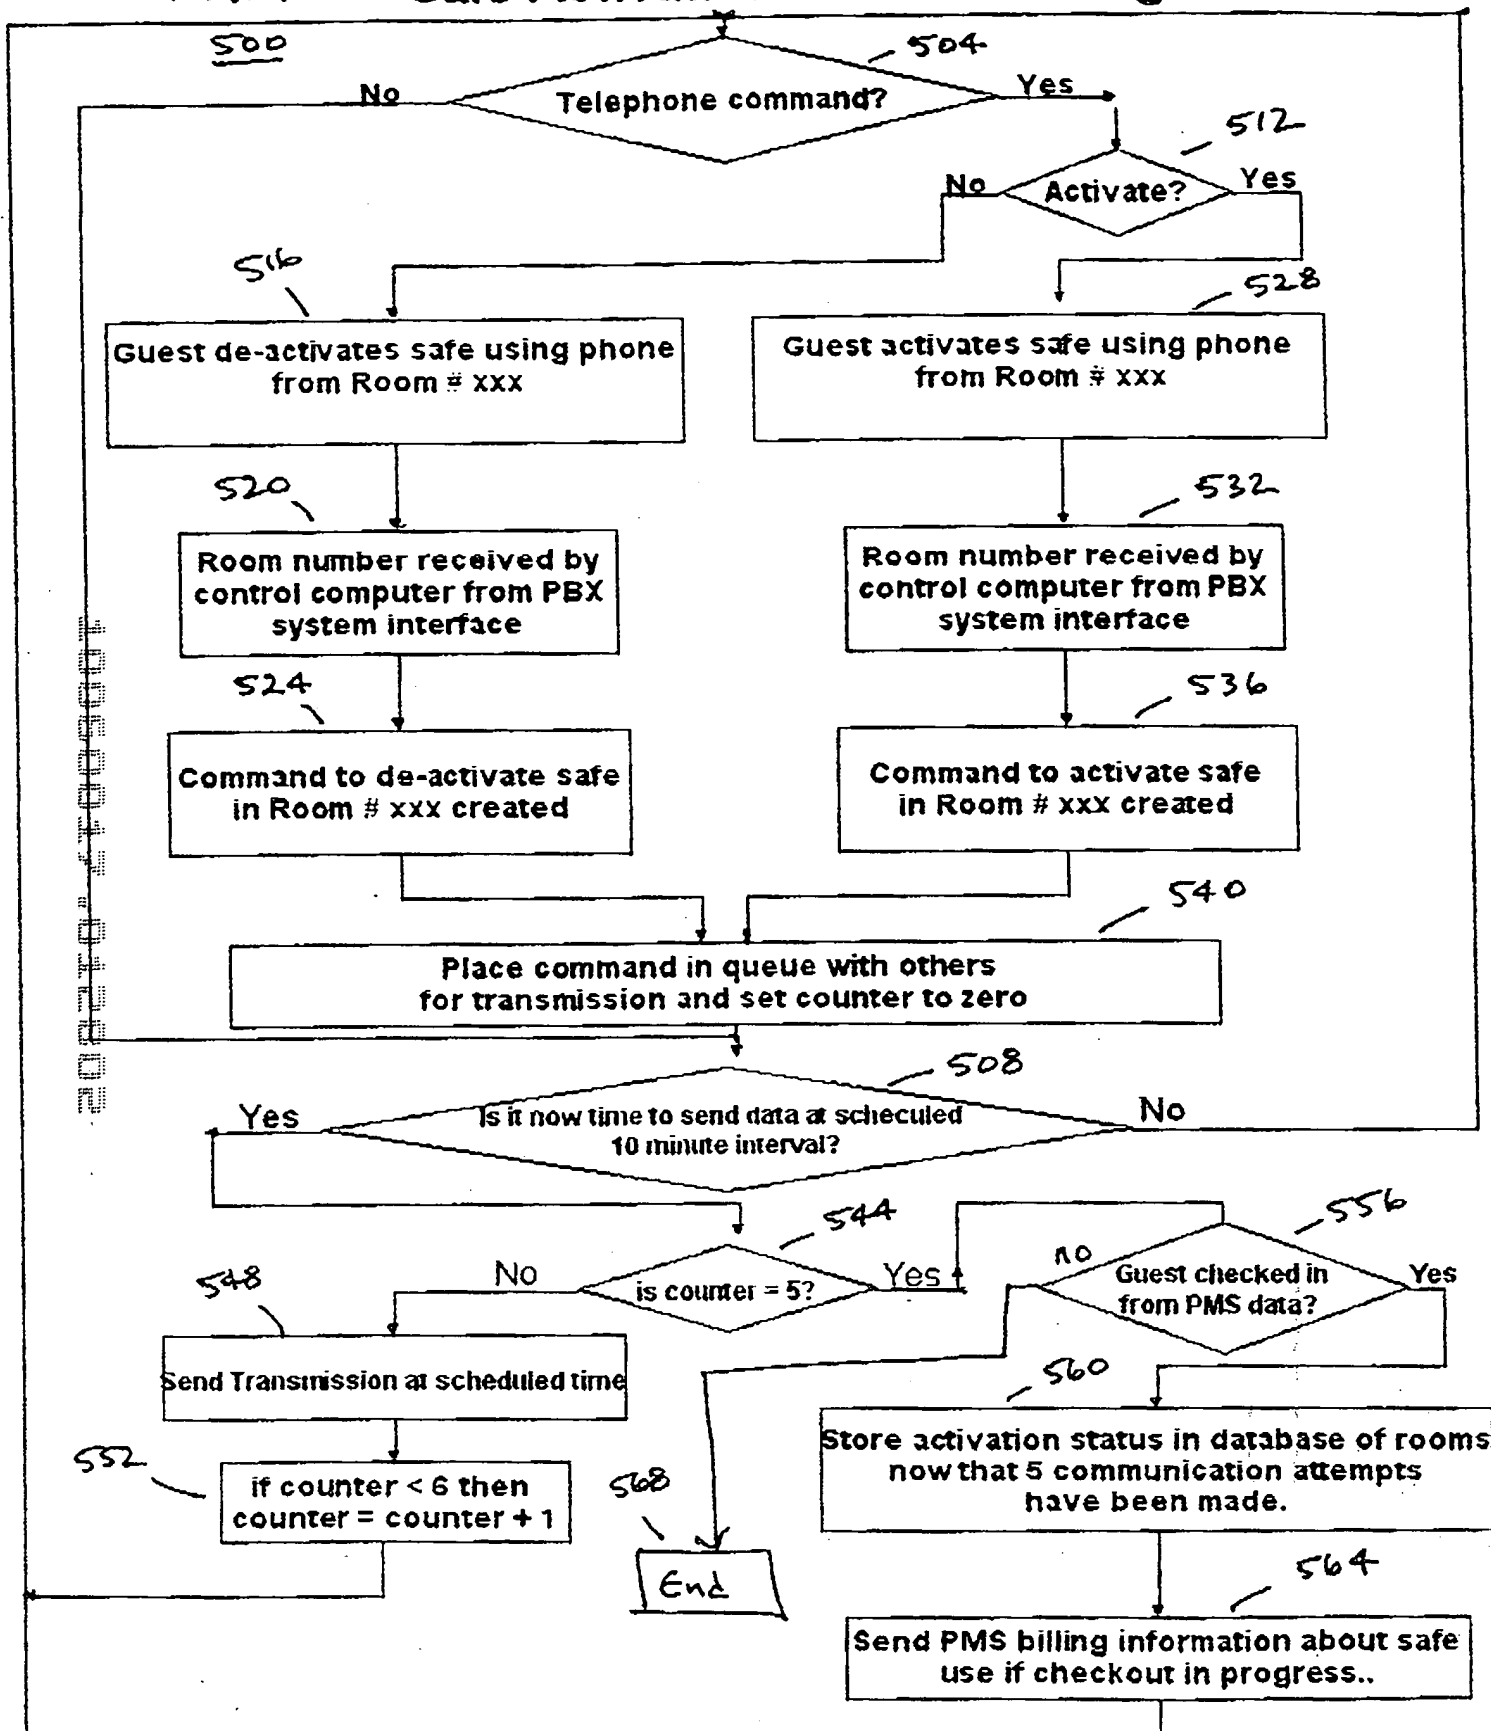 500
504
No
Telephone command?
Yes
512
No
Activate?
Yes
516
528
Guest de-activates safe using phone
from Room # xxx
Guest activates safe using phone
from Room # xxx
520
532
Room number received by
control computer from PBX
system interface
Room number received by
control computer from PBX
system interface
524
536
Command to de-activate safe
in Room # xxx created
Command to activate safe
in Room # xxx created
540
Place command in queue with others
for transmission and set counter to zero
508
Yes
Is it now time to send data at scheculed
10 minute interval?
No
544
556
548
No
is counter = 5?
Yes
no
Guest checked in
from PMS data?
Yes
Send Transmission at scheduled time
560
552
if counter < 6 then
counter = counter + 1
568
Store activation status in database of rooms
now that 5 communication attempts
have been made.
End
564
Send PMS billing information about safe
use if checkout in progress..